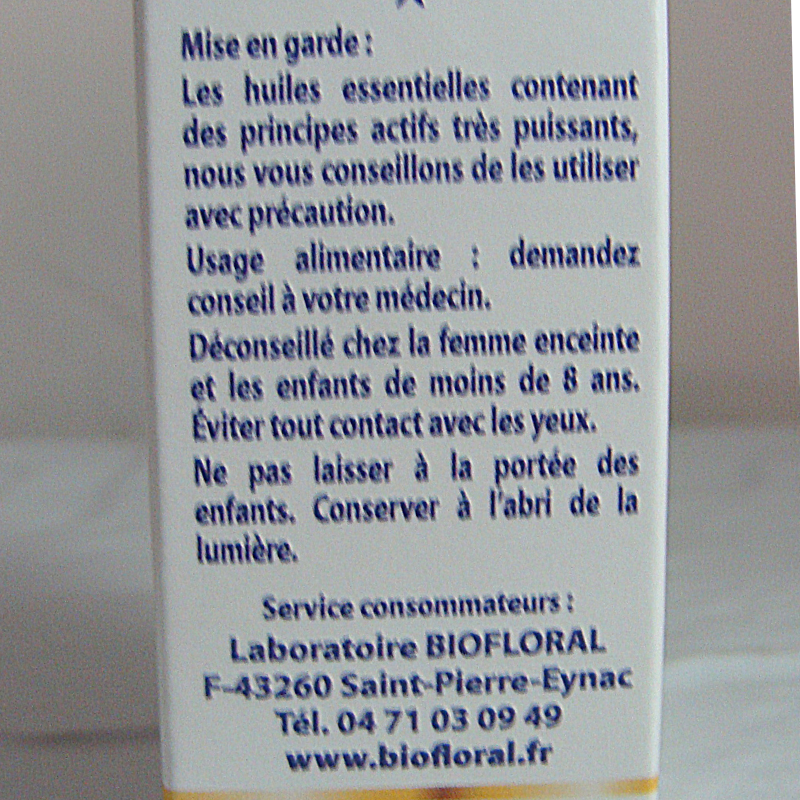 Mise en garde :
Les huiles essentielles contenant
des principes actifs très puissants,
nous vous conseillons de les utiliser
avec précaution.
Usage alimentaire : demandez
conseil à votre médecin.
Déconseillé chez la femme enceinte
et les enfants de moins de 8 ans.
Éviter tout contact avec les yeux.
Ne pas laisser à la portée des
enfants. Conserver à l'abri de la
lumière.
Service consommateurs :
Laboratoire BIOFLORAL
F-43260 Saint-Pierre-Eynac
Tél. 04 71 03 09 49
www.biofloral.fr